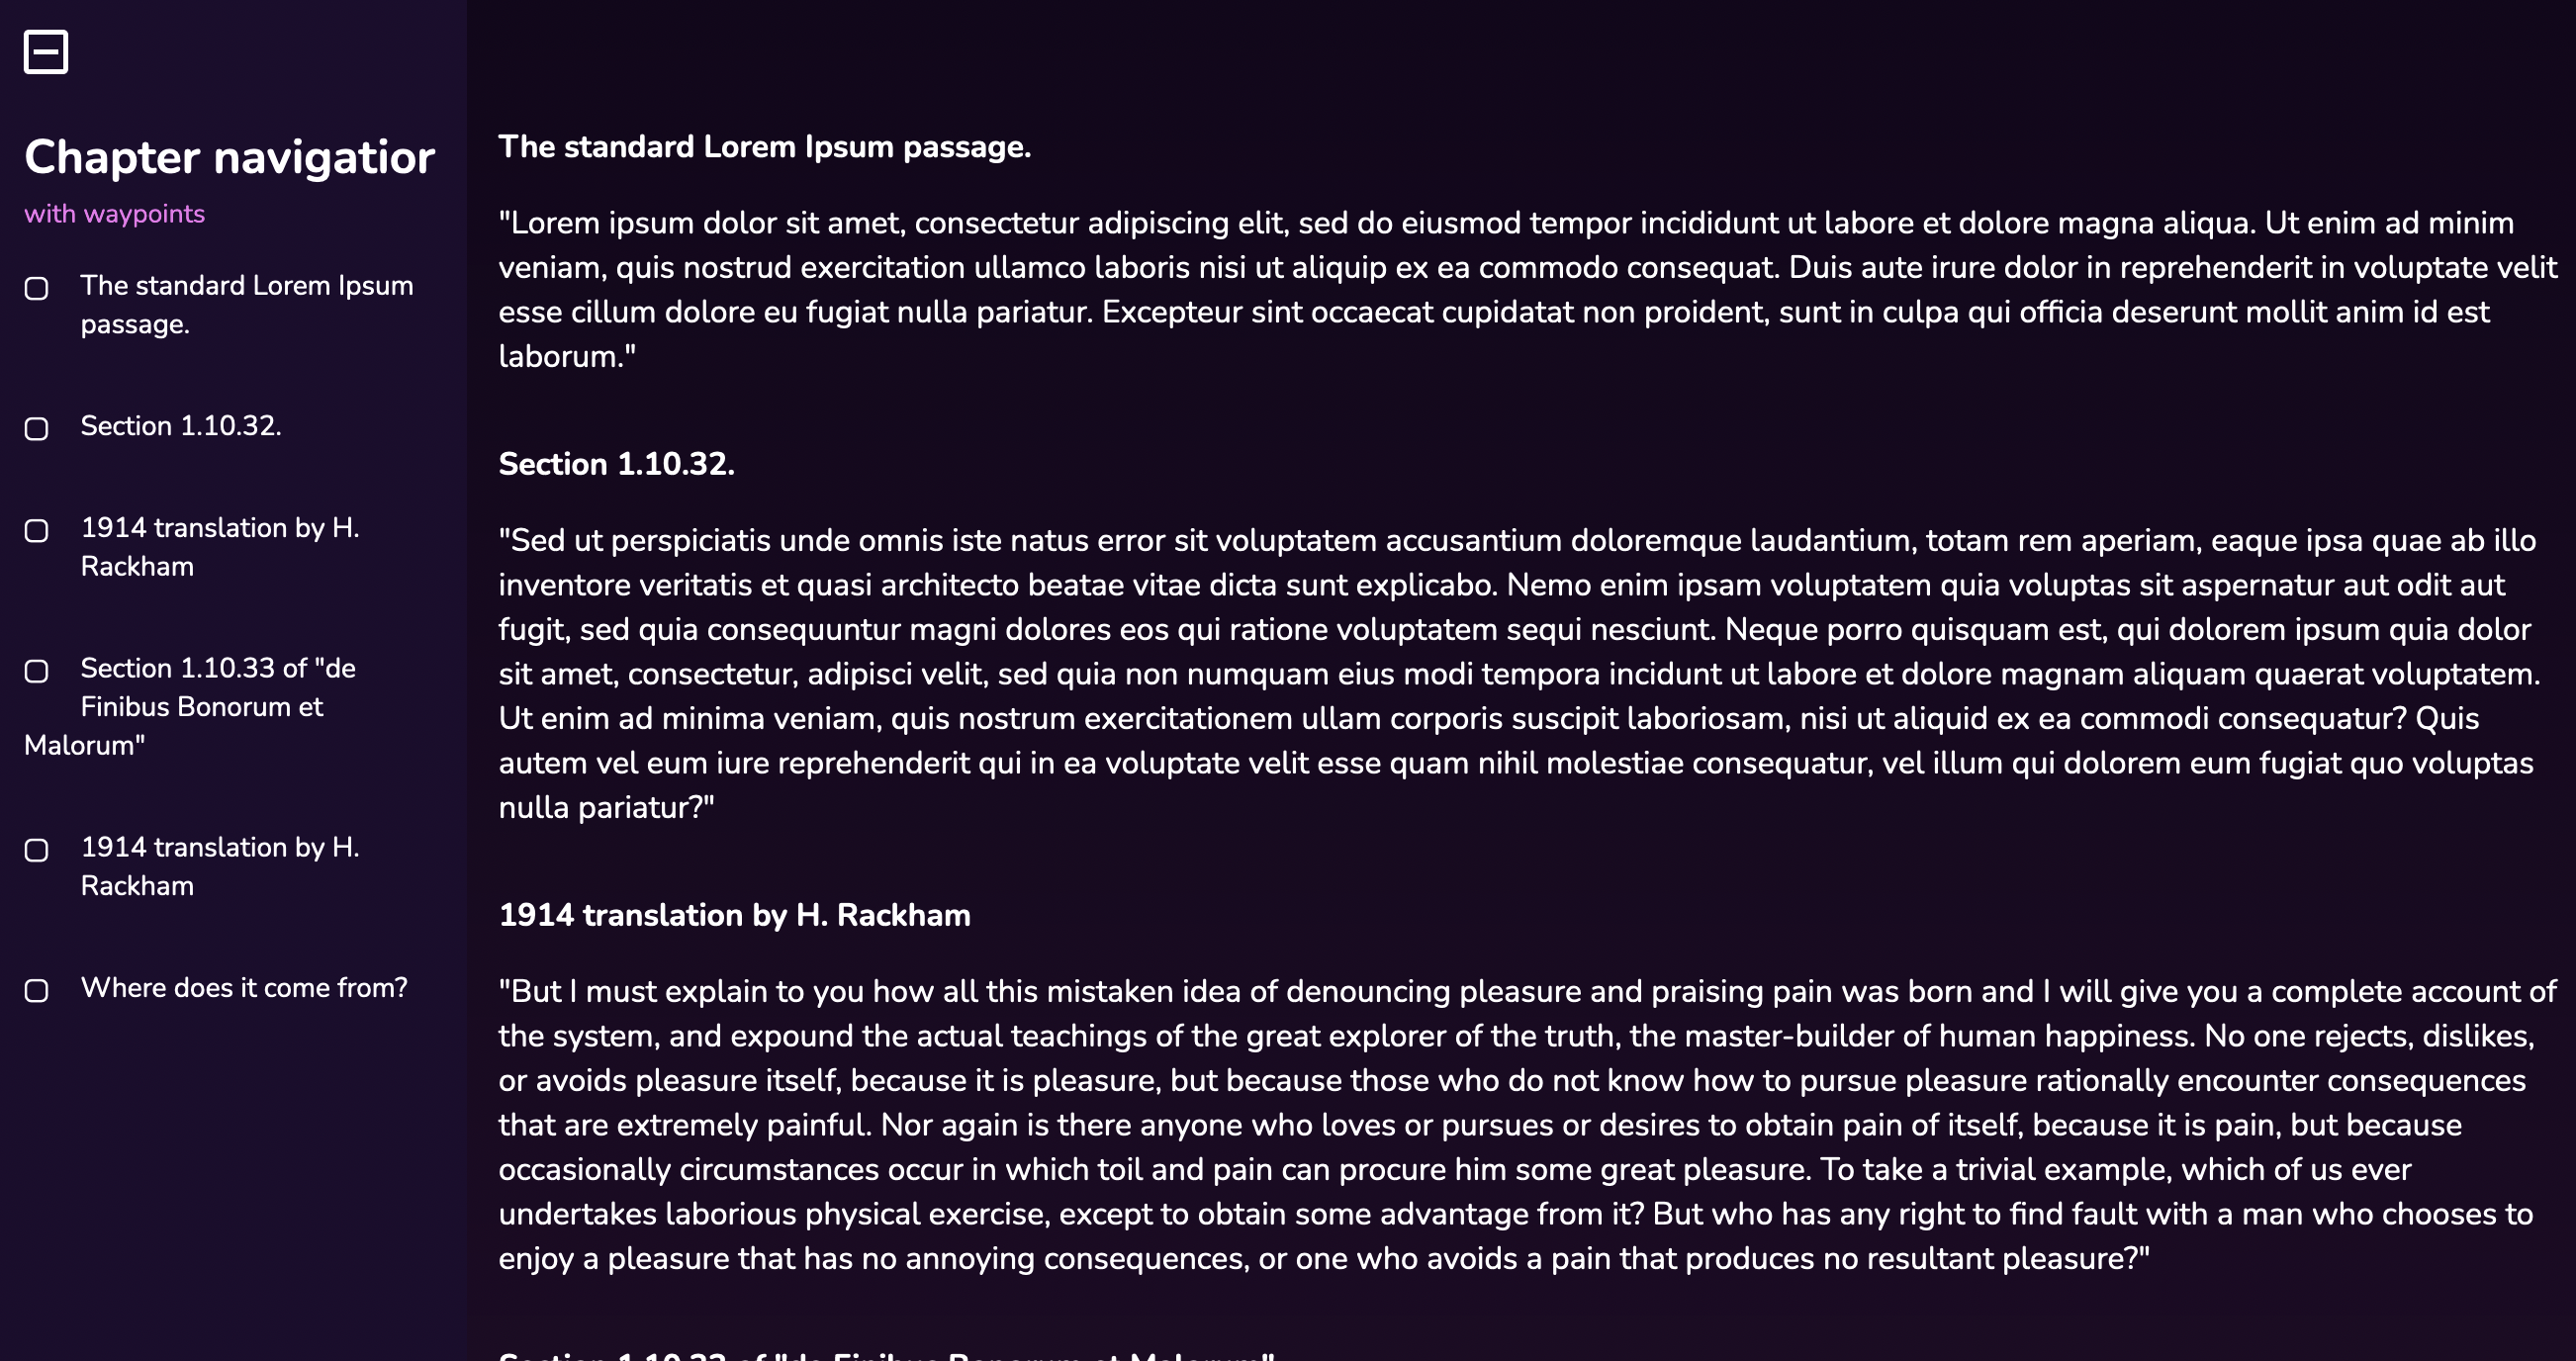 Chapter navigation
with waypoints
The standard Lorem Ipsum
passage.
Section 1.10.32.
1914 translation by H.
Rackham
Section 1.10.33 of "de
Finibus Bonorum et
Malorum"
1914 translation by H.
Rackham
Where does it come from?
The standard Lorem Ipsum passage.
"Lorem ipsum dolor sit amet, consectetur adipiscing elit, sed do eiusmod tempor incididunt ut labore et dolore magna aliqua. Ut enim ad minim
veniam, quis nostrud exercitation ullamco laboris nisi ut aliquip ex ea commodo consequat. Duis aute irure dolor in reprehenderit in voluptate velit
esse cillum dolore eu fugiat nulla pariatur. Excepteur sint occaecat cupidatat non proident, sunt in culpa qui officia deserunt mollit anim id est
laborum."
Section 1.10.32.
"Sed ut perspiciatis unde omnis iste natus error sit voluptatem accusantium doloremque laudantium, totam rem aperiam, eaque ipsa quae ab illo
inventore veritatis et quasi architecto beatae vitae dicta sunt explicabo. Nemo enim ipsam voluptatem quia voluptas sit aspernatur aut odit aut
fugit, sed quia consequuntur magni dolores eos qui ratione voluptatem sequi nesciunt. Neque porro quisquam est, qui dolorem ipsum quia dolor
sit amet, consectetur, adipisci velit, sed quia non numquam eius modi tempora incidunt ut labore et dolore magnam aliquam quaerat voluptatem.
Ut enim ad minima veniam, quis nostrum exercitationem ullam corporis suscipit laboriosam, nisi ut aliquid ex ea commodi consequatur? Quis
autem vel eum iure reprehenderit qui in ea voluptate velit esse quam nihil molestiae consequatur, vel illum qui dolorem eum fugiat quo voluptas
nulla pariatur?"
1914 translation by H. Rackham
"But I must explain to you how all this mistaken idea of denouncing pleasure and praising pain was born and I will give you a complete account of
the system, and expound the actual teachings of the great explorer of the truth, the master-builder of human happiness. No one rejects, dislikes,
or avoids pleasure itself, because it is pleasure, but because those who do not know how to pursue pleasure rationally encounter consequences
that are extremely painful. Nor again is there anyone who loves or pursues or desires to obtain pain of itself, because it is pain, but because
occasionally circumstances occur in which toil and pain can procure him some great pleasure. To take a trivial example, which of us ever
undertakes laborious physical exercise, except to obtain some advantage from it? But who has any right to find fault with a man who chooses to
enjoy a pleasure that has no annoying consequences, or one who avoids a pain that produces no resultant pleasure?"
Section 1.10.33 of "de Finibus Bonorum et Malorum"